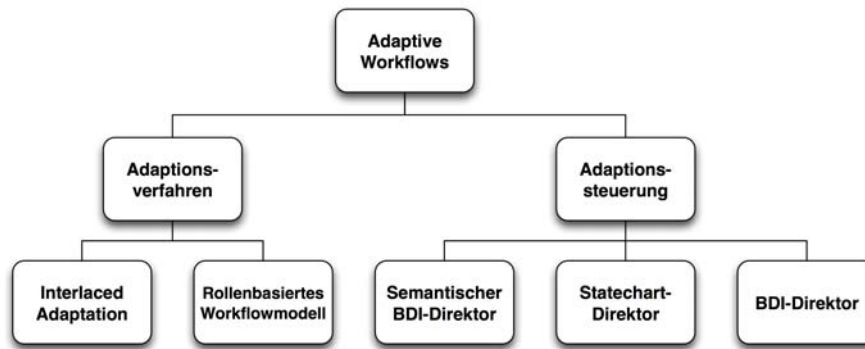 Adaptive
Workflows
Adaptions-
verfahren
Adaptions-
steuerung
Interlaced
Adaptation
Rollenbasiertes
Workflowmodell
Semantischer
BDI-Direktor
Statechart-
Direktor
BDI-Direktor